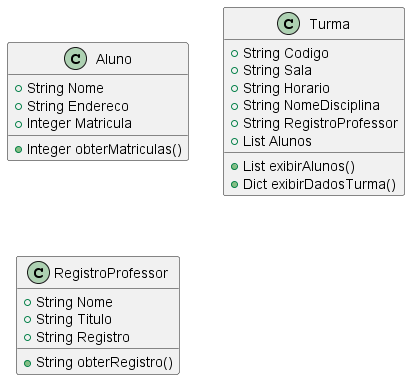 C Aluno
String Nome
String Endereco
Integer Matricula
Integer obterMatriculas()
C Turma
String Codigo
String Sala
String Horario
String NomeDisciplina
String RegistroProfessor
List Alunos
List exibirAlunos()
Dict exibirDadosTurma()
C RegistroProfessor
String Nome
String Titulo
String Registro
String obterRegistro()